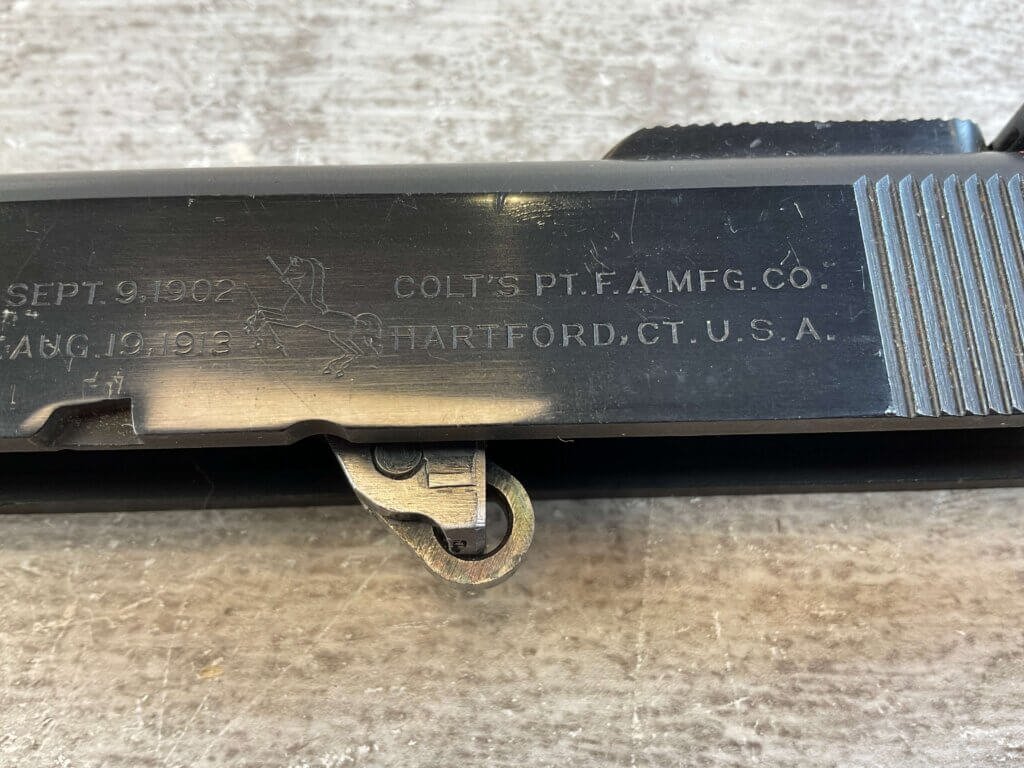 SEPT. 9,1902
AUG.19,1913
COLT'S PT.F.A.MFG.CO.
HARTFORD,CT.U.S.A.